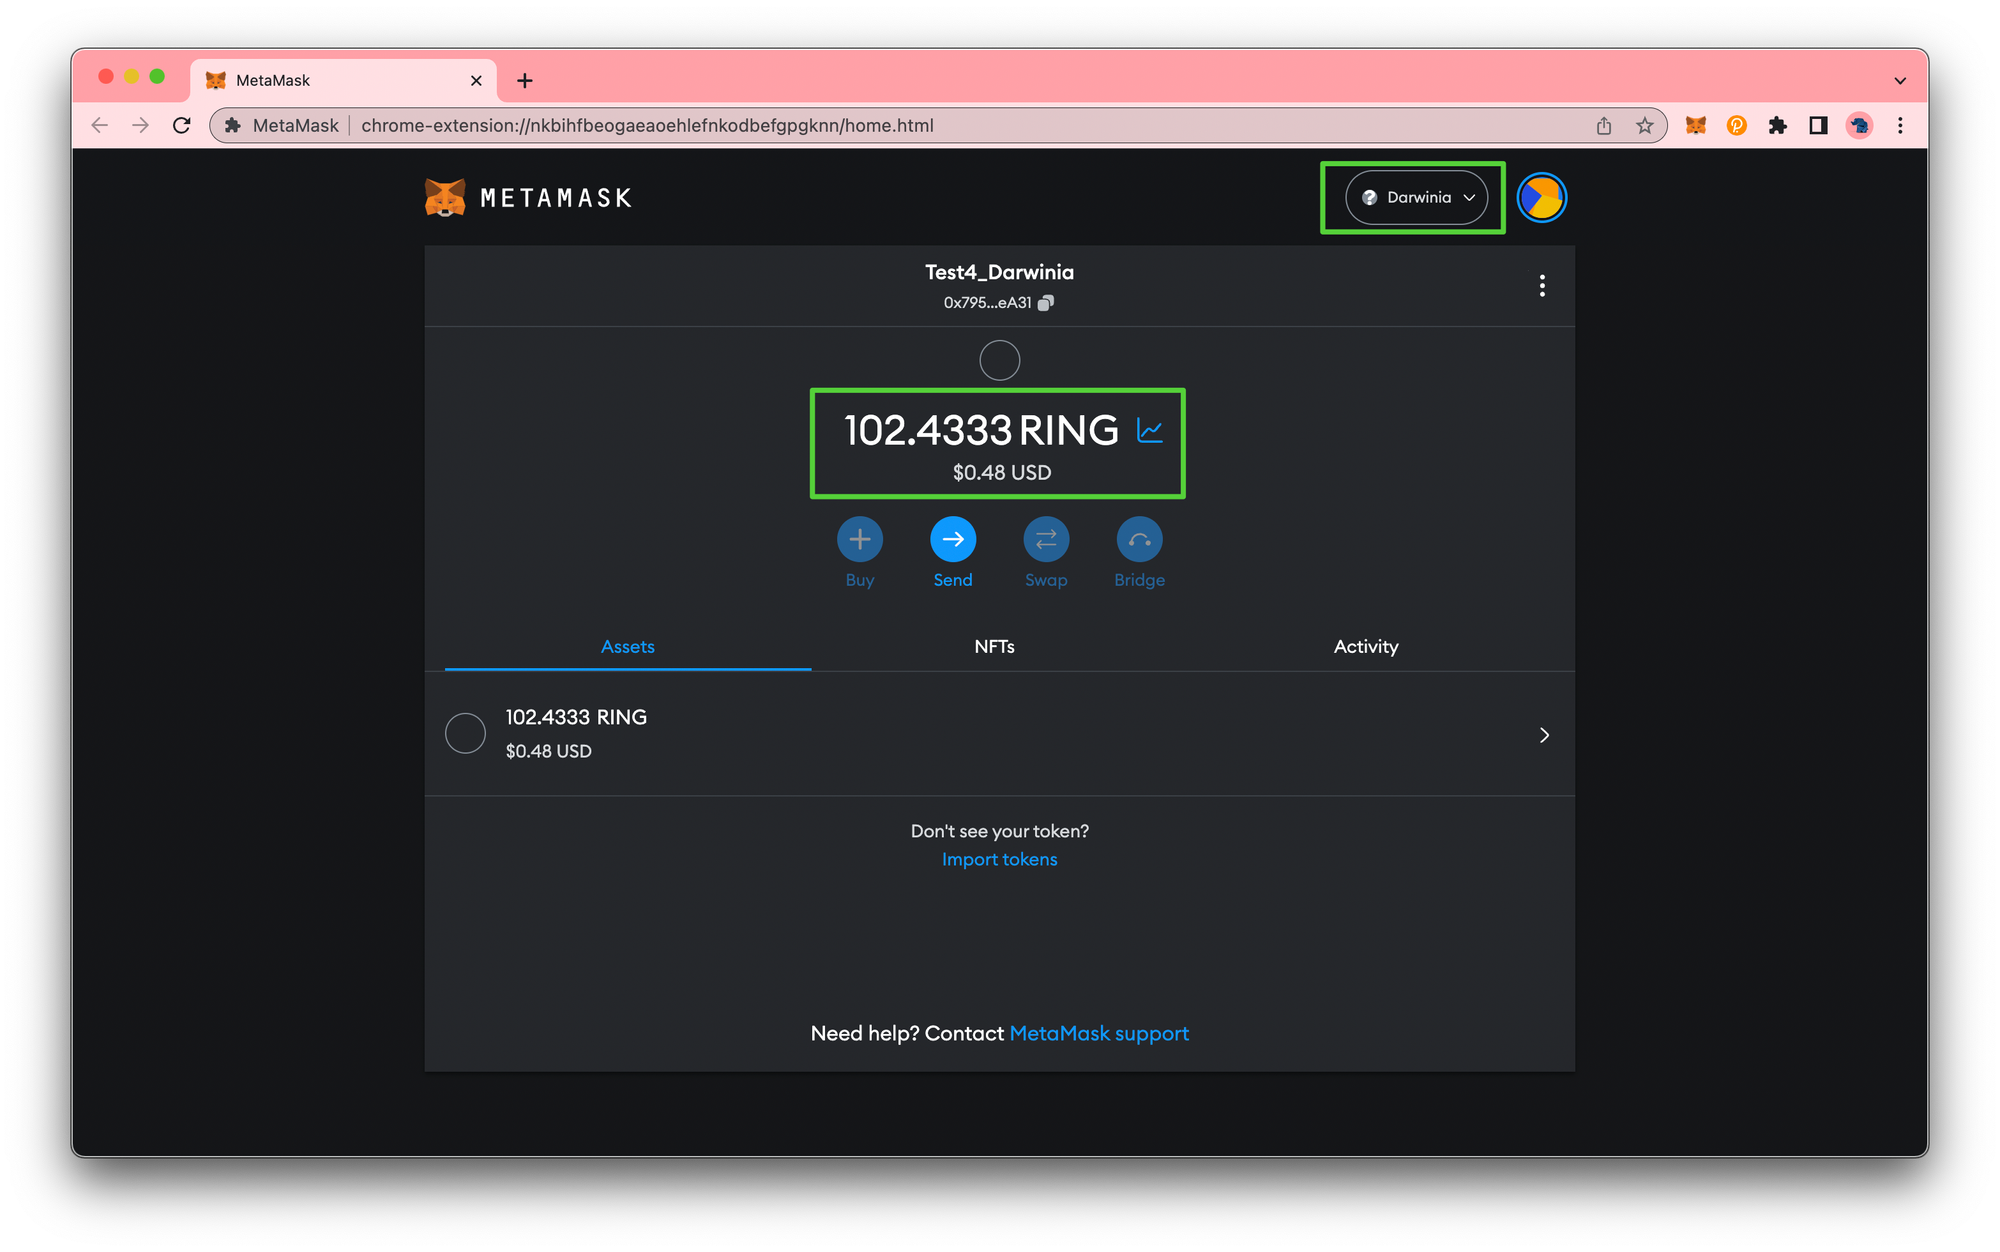 MetaMask
MetaMask chrome-extension://nkbihfbeogaeaoehlefnkodbefgpgknn/home.html
METAMASK
Darwinia
Test4_Darwinia
0x795...eA31
102.4333 RING
$0.48 USD
Buy Send Swap Bridge
Assets NFTs Activity
102.4333 RING
$0.48 USD
Don't see your token?
Import tokens
Need help? Contact MetaMask support